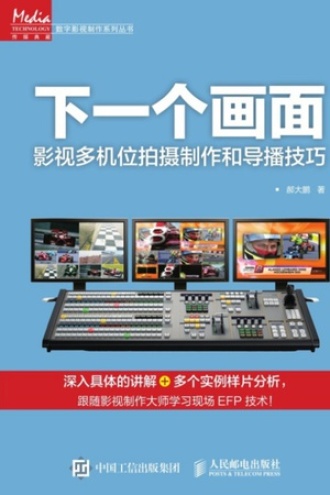 Media
TECHNOLOGY
传媒典藏
数字影视制作系列丛书
下一个画面
影视多机位拍摄制作和导播技巧
郝大鹏 著
深入具体的讲解+多个实例样片分析，
跟随影视制作大师学习现场 EFP 技术！
中国工信出版集团
人民邮电出版社